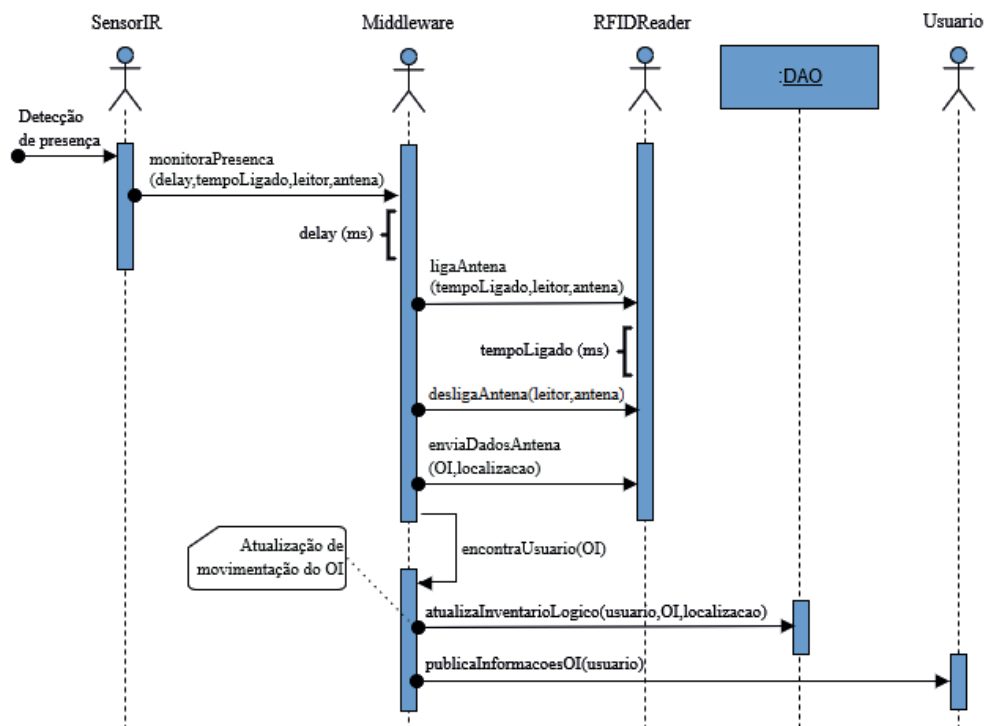 SensorIR
Middleware
RFIDReader
Usuario
:DAO
Detecção
de presença
monitoraPresenca
(delay,tempoLigado,leitor,antena)
delay (ms)
ligaAntena
(tempoLigado,leitor,antena)
tempoLigado (ms)
desligaAntena(leitor,antena)
enviaDadosAntena
(OI,localizacao)
encontraUsuario(OI)
Atualização de
movimentação do OI
atualizaInventarioLogico(usuario,OI,localizacao)
publicaInformacoesOI(usuario)